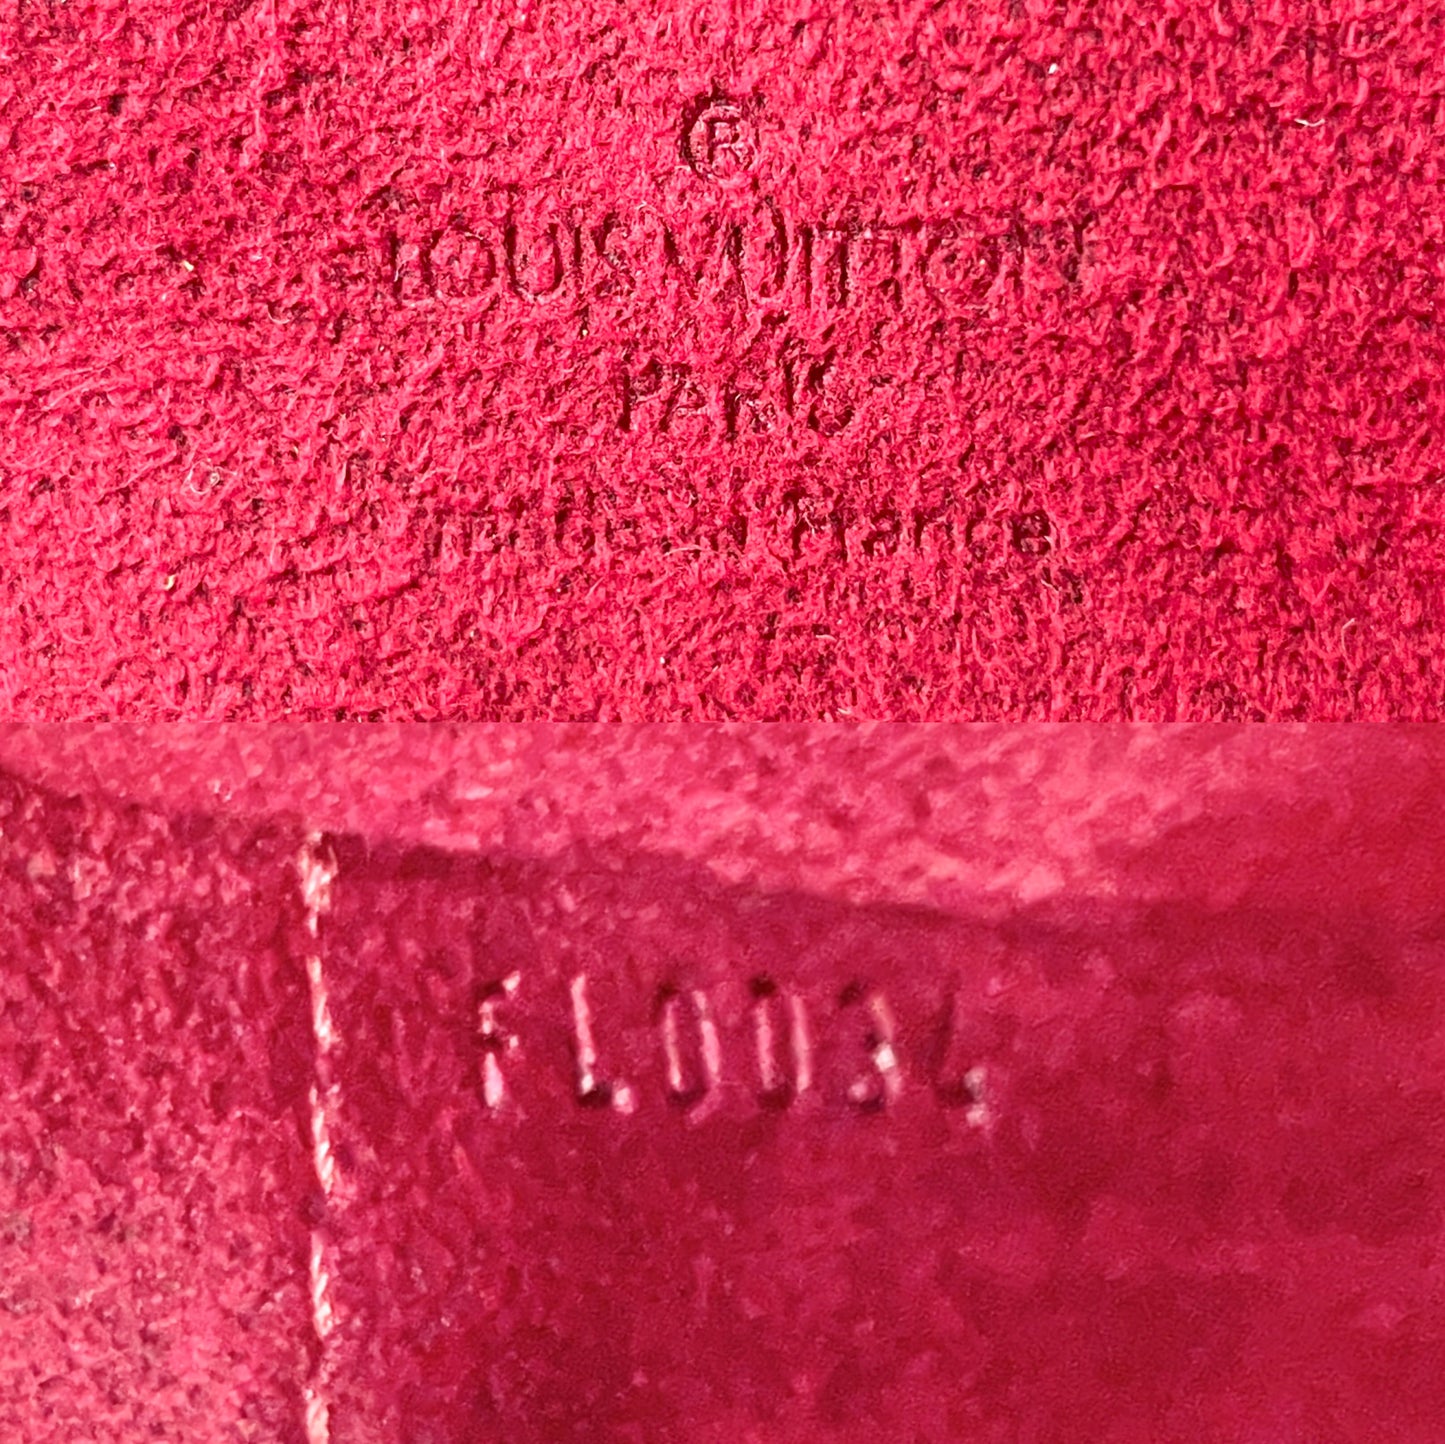 ®
LOUIS VUITTON
PARIS
made in France
FL0034